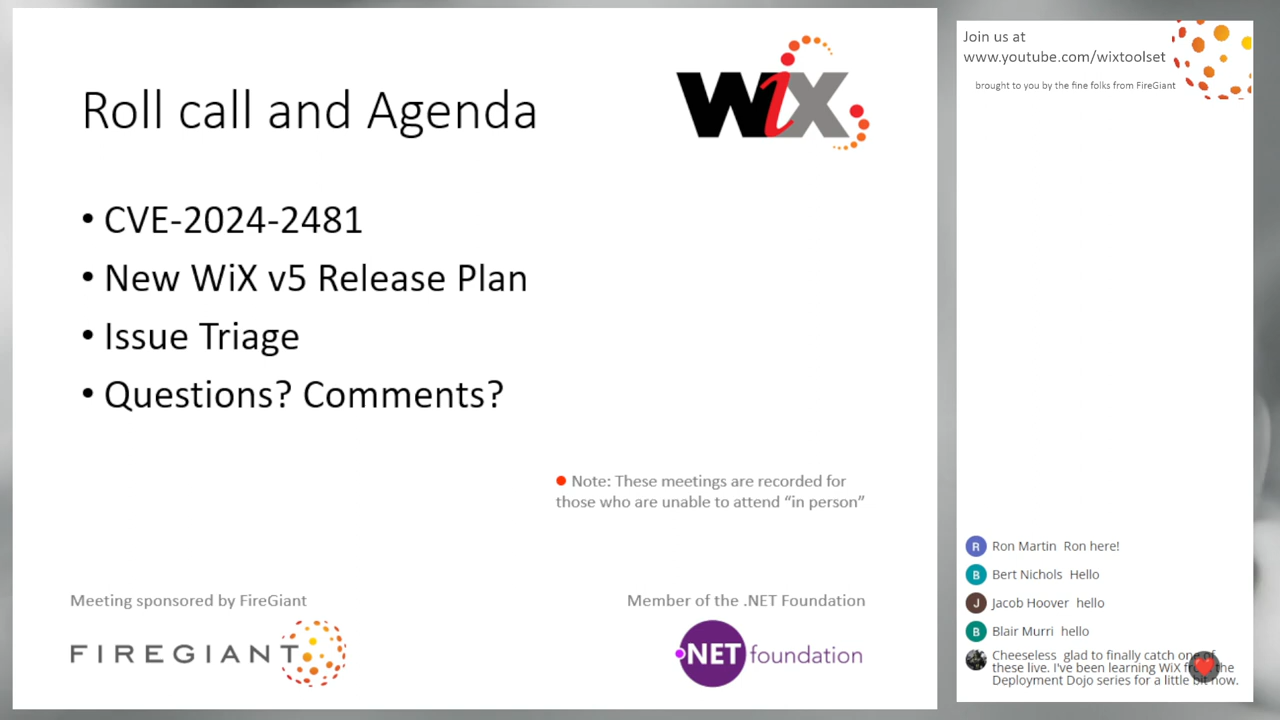 Roll call and Agenda
WiX
• CVE-2024-2481
• New WiX v5 Release Plan
• Issue Triage
• Questions? Comments?
Note: These meetings are recorded for
those who are unable to attend “in person”
Meeting sponsored by FireGiant
FIREGIANT
Member of the .NET Foundation
.NET foundation
Join us at
www.youtube.com/wixtoolset
brought to you by the fine folks from FireGiant
R Ron Martin Ron here!
B Bert Nichols Hello
J Jacob Hoover hello
B Blair Murri hello
Cheeseless glad to finally catch one of
these live. I've been learning WiX from the
Deployment Dojo series for a little bit now.